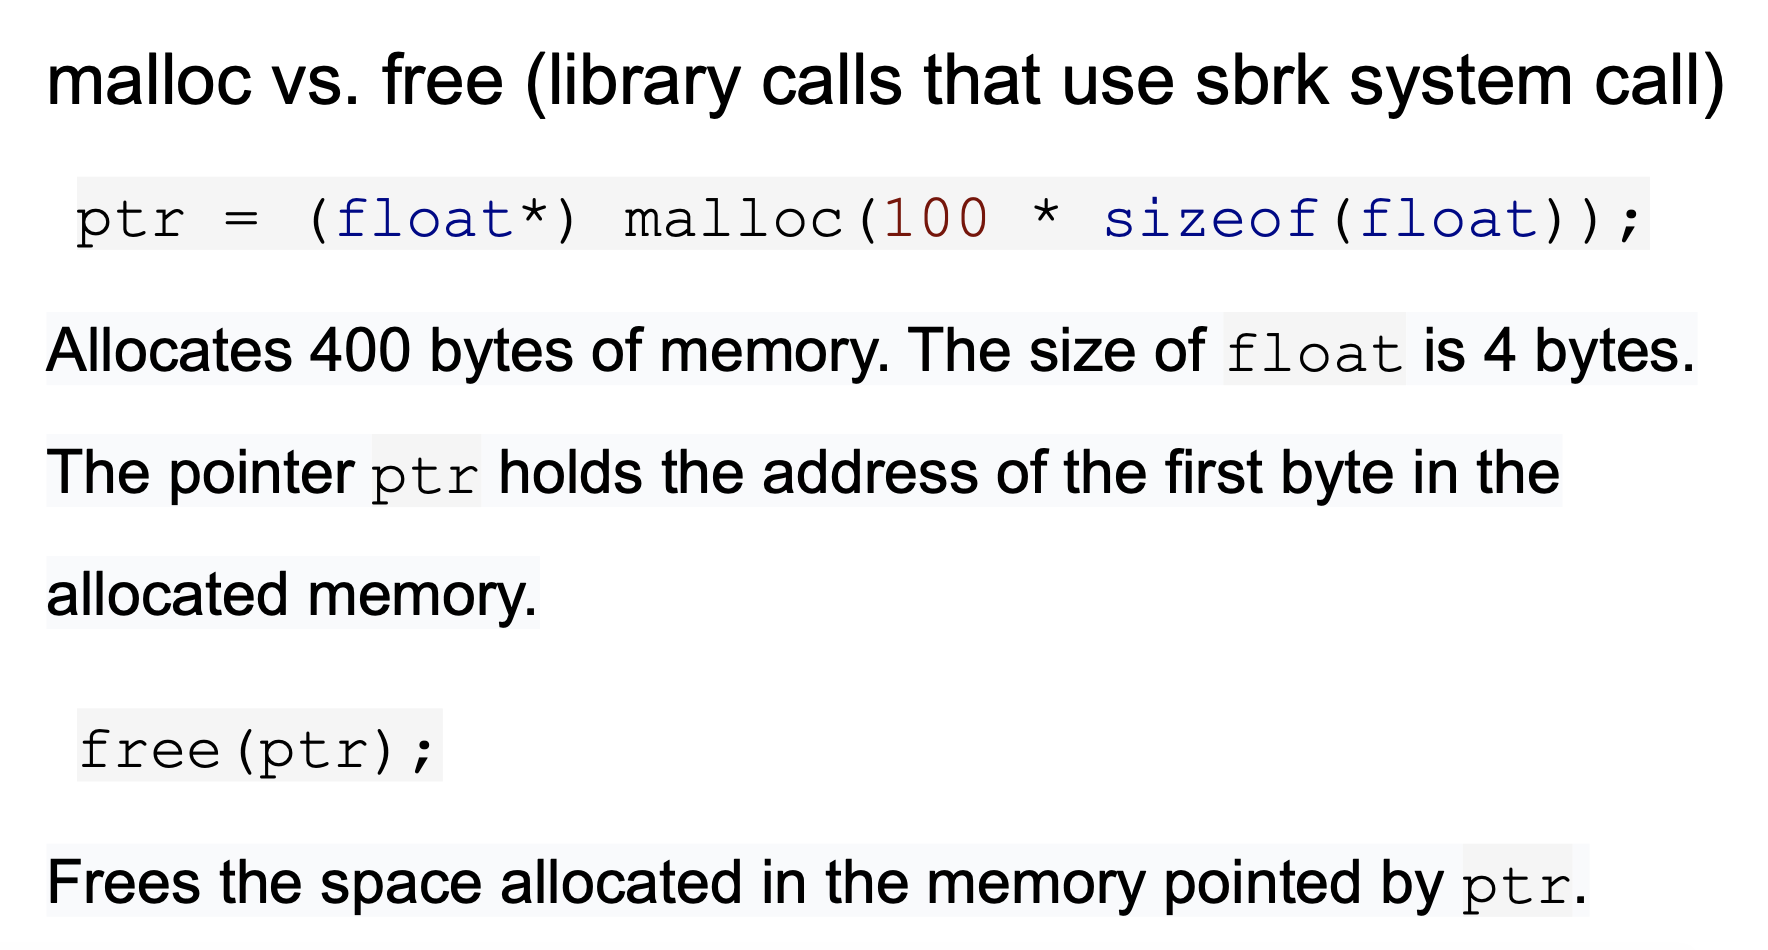 malloc vs. free (library calls that use sbrk system call)
ptr = (float*) malloc(100 * sizeof(float));
Allocates 400 bytes of memory. The size of float is 4 bytes.
The pointer ptr holds the address of the first byte in the
allocated memory.
free(ptr);
Frees the space allocated in the memory pointed by ptr.